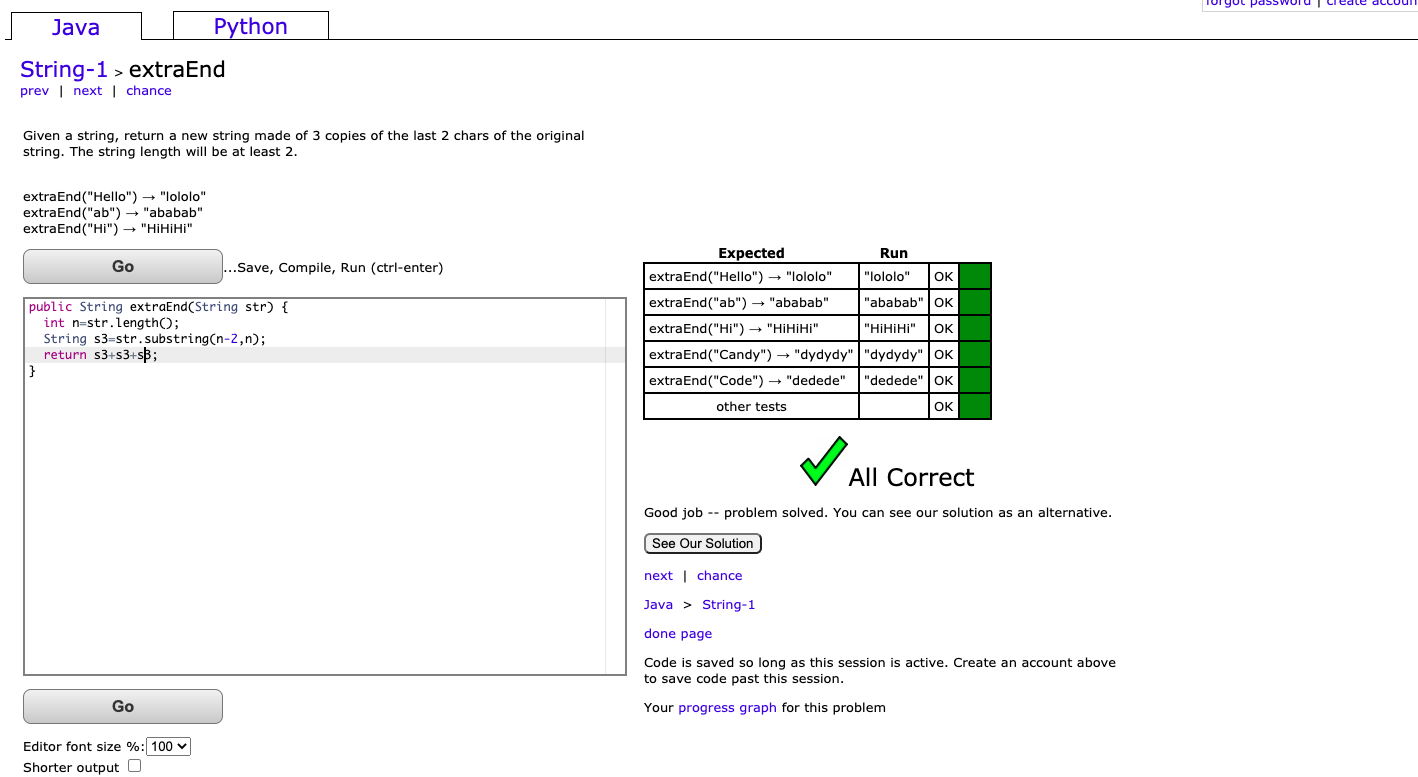 forgot password | create accoun
Java
Python
String-1 > extraEnd
prev | next | chance
Given a string, return a new string made of 3 copies of the last 2 chars of the original
string. The string length will be at least 2.
extraEnd("Hello") → "lololo"
extraEnd("ab") → "ababab"
extraEnd("Hi") → "HiHiHi"
Go
...Save, Compile, Run (ctrl-enter)
public String extraEnd(String str) {
  int n=str.length();
  String s3=str.substring(n-2,n);
  return s3+s3+s3;
}
Go
Editor font size %: 100
Shorter output
Expected Run
extraEnd("Hello") → "lololo" "lololo" OK
extraEnd("ab") → "ababab" "ababab" OK
extraEnd("Hi") → "HiHiHi" "HiHiHi" OK
extraEnd("Candy") → "dydydy" "dydydy" OK
extraEnd("Code") → "dedede" "dedede" OK
other tests OK
All Correct
Good job -- problem solved. You can see our solution as an alternative.
See Our Solution
next | chance
Java > String-1
done page
Code is saved so long as this session is active. Create an account above
to save code past this session.
Your progress graph for this problem